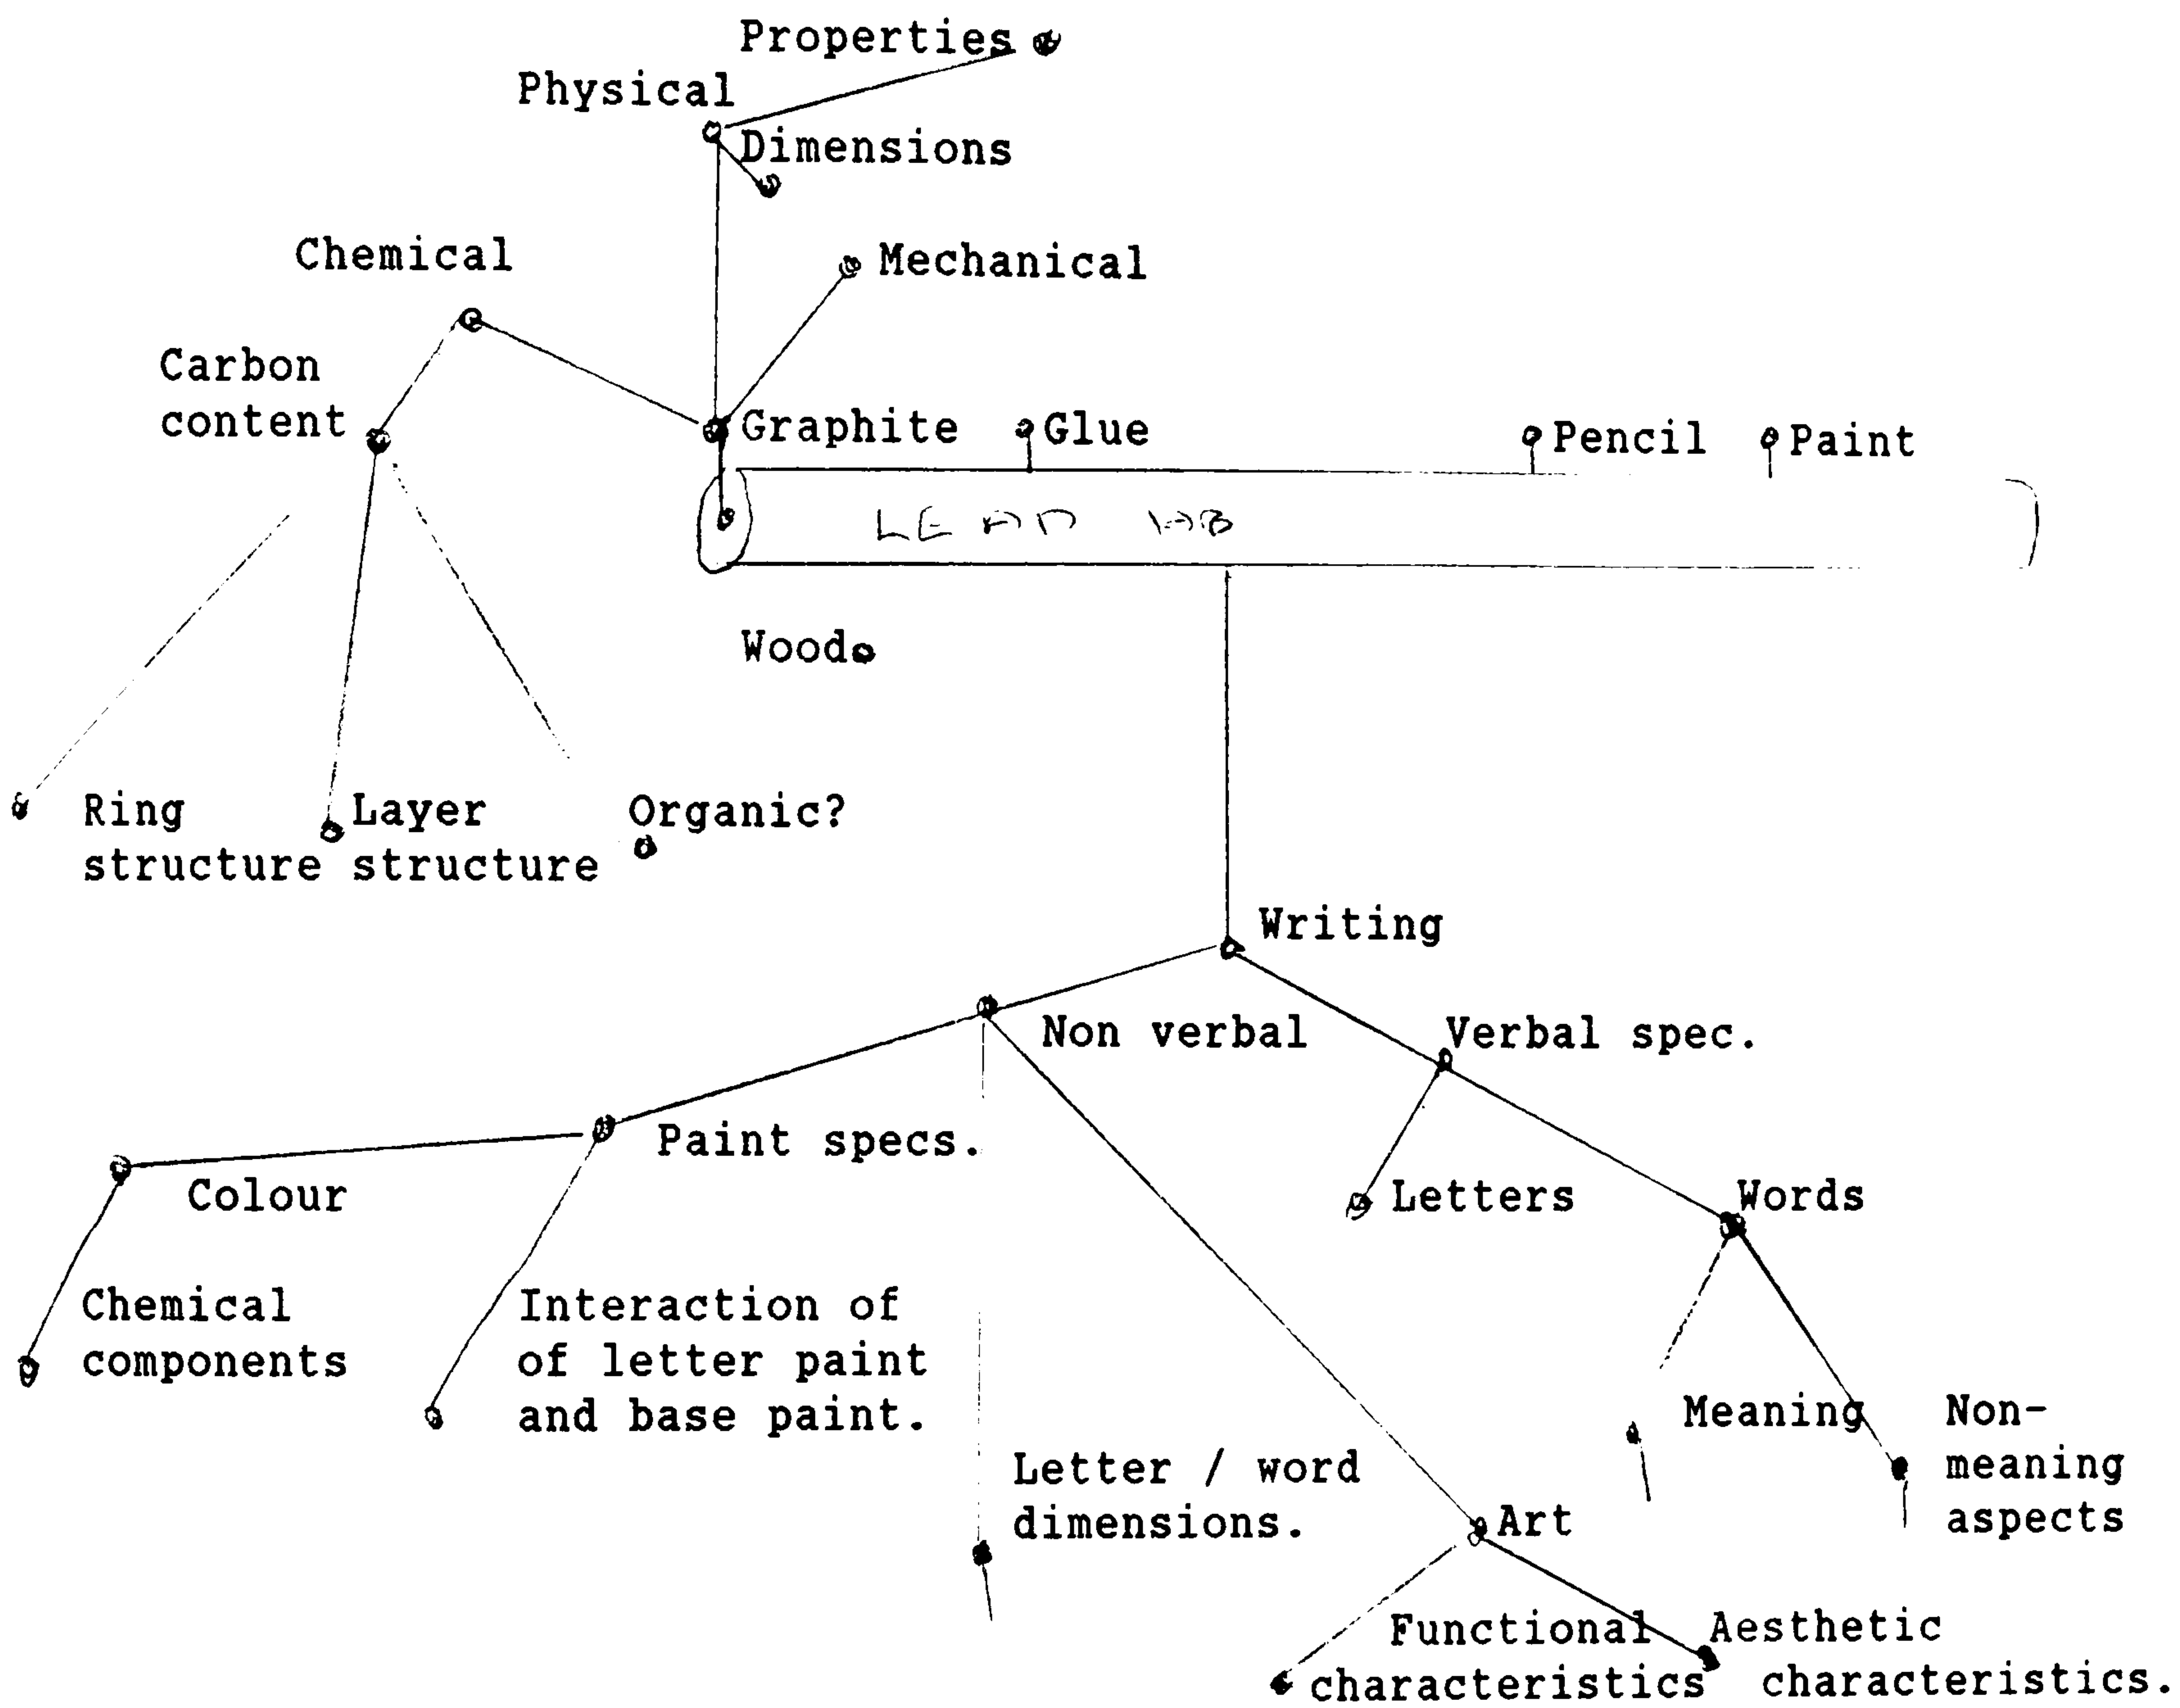 Properties
Physical
Dimensions
Chemical
Mechanical
Carbon
content
Graphite
Glue
Pencil
Paint
LEAD HB
Wood
Ring
structure
Layer
structure
Organic?
Writing
Non verbal
Verbal spec.
Paint specs.
Colour
Letters
Words
Chemical
components
Interaction of
of letter paint
and base paint.
Meaning
Non-
meaning
aspects
Letter / word
dimensions.
Art
Functional
characteristics
Aesthetic
characteristics.